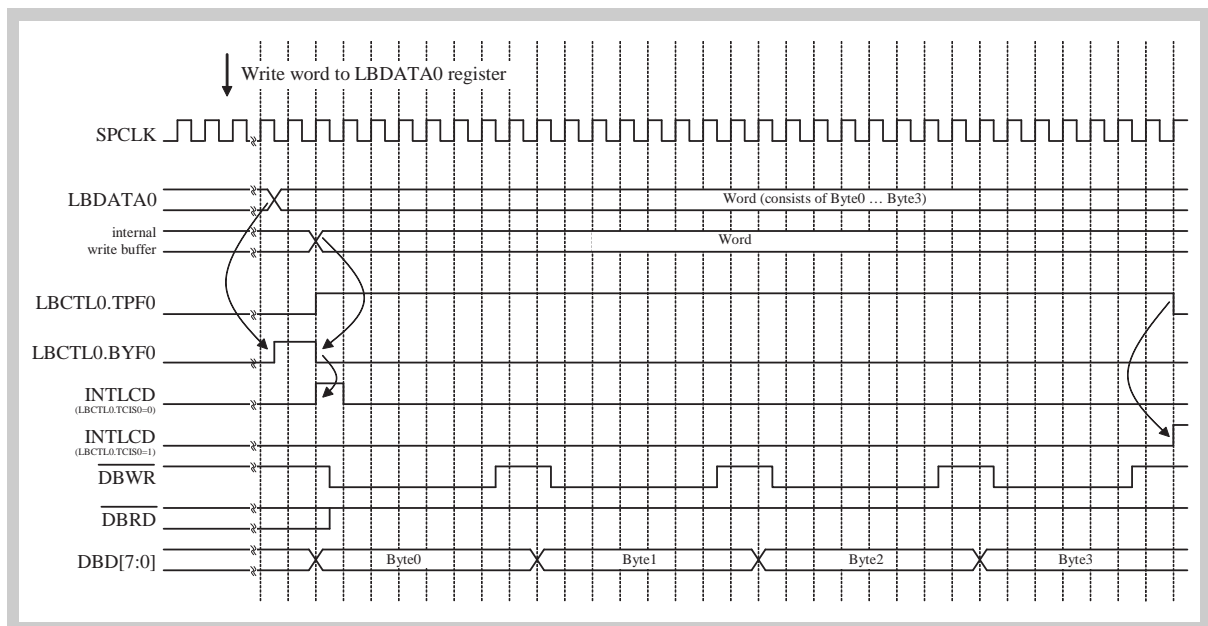 Write word to LBDATA0 register
SPCLK
LBDATA0
Word (consists of Byte0 … Byte3)
internal
write buffer
Word
LBCTL0.TPF0
LBCTL0.BYF0
INTLCD
(LBCTL0.TCIS0=0)
INTLCD
(LBCTL0.TCIS0=1)
DBWR
DBRD
DBD[7:0]
Byte0
Byte1
Byte2
Byte3